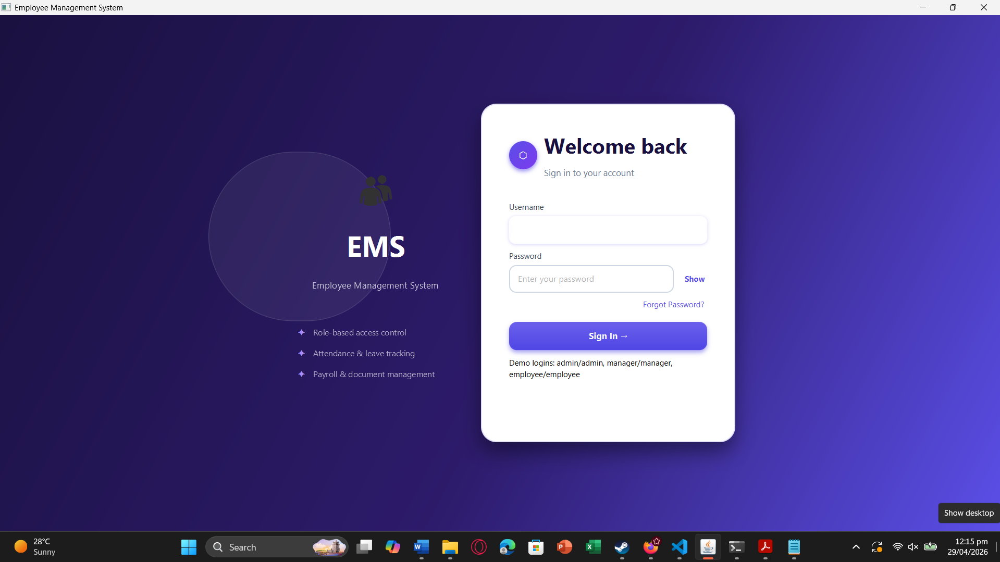 Employee Management System
EMS
Employee Management System
✦ Role-based access control
✦ Attendance & leave tracking
✦ Payroll & document management
Welcome back
Sign in to your account
Username
Password
Enter your password
Show
Forgot Password?
Sign In →
Demo logins: admin/admin, manager/manager,
employee/employee
Show desktop
28°C
Sunny
Search
12:15 pm
29/04/2026